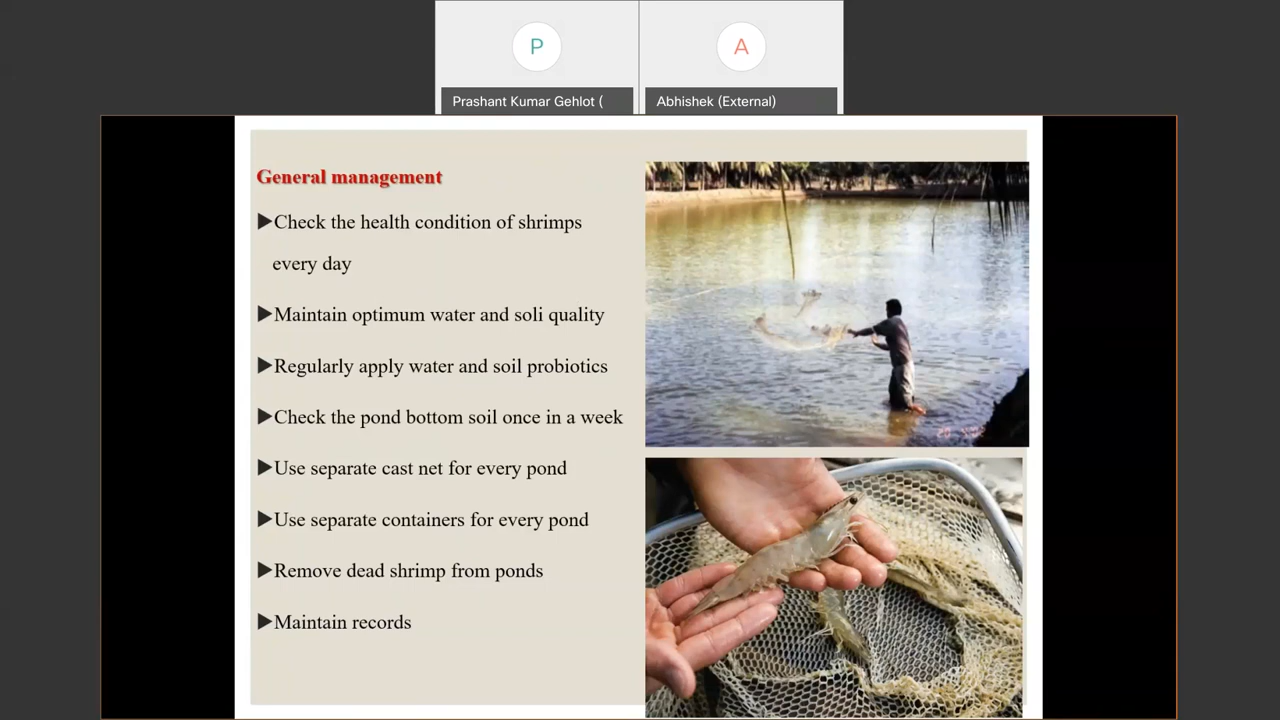 P
A
Prashant Kumar Gehlot (
Abhishek (External)
General management
▶Check the health condition of shrimps
every day
▶Maintain optimum water and soli quality
▶Regularly apply water and soil probiotics
▶Check the pond bottom soil once in a week
▶Use separate cast net for every pond
▶Use separate containers for every pond
▶Remove dead shrimp from ponds
▶Maintain records